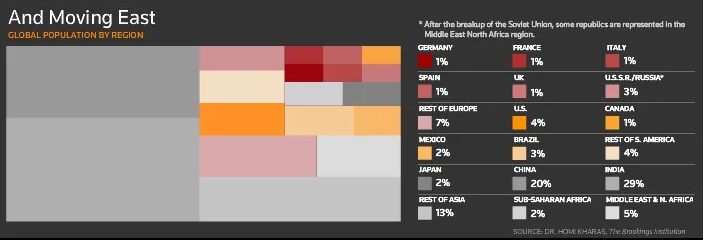 And Moving East
GLOBAL POPULATION BY REGION
* After the breakup of the Soviet Union, some republics are represented in the
Middle East North Africa region.
GERMANY FRANCE ITALY
1% 1% 1%
SPAIN UK U.S.S.R./RUSSIA*
1% 1% 3%
REST OF EUROPE U.S. CANADA
7% 4% 1%
MEXICO BRAZIL REST OF S. AMERICA
2% 3% 4%
JAPAN CHINA INDIA
2% 20% 29%
REST OF ASIA SUB-SAHARAN AFRICA MIDDLE EAST & N. AFRICA
13% 2% 5%
SOURCE: DR. HOMI KHARAS, The Brookings Institution